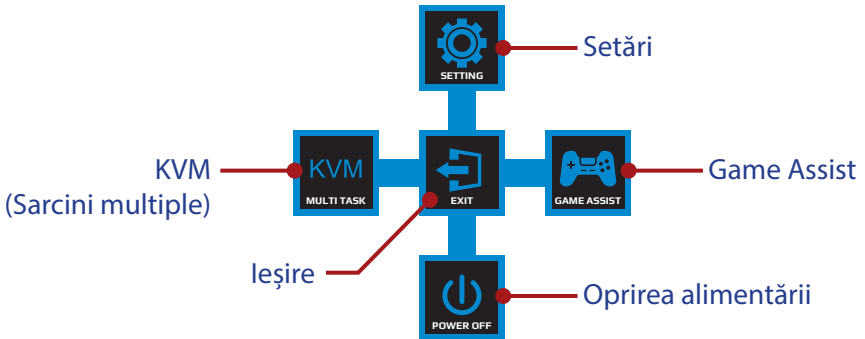 Setări
SETTING
KVM
(Sarcini multiple)
KVM
MULTI TASK
EXIT
GAME ASSIST
Game Assist
Ieșire
POWER OFF
Oprirea alimentării